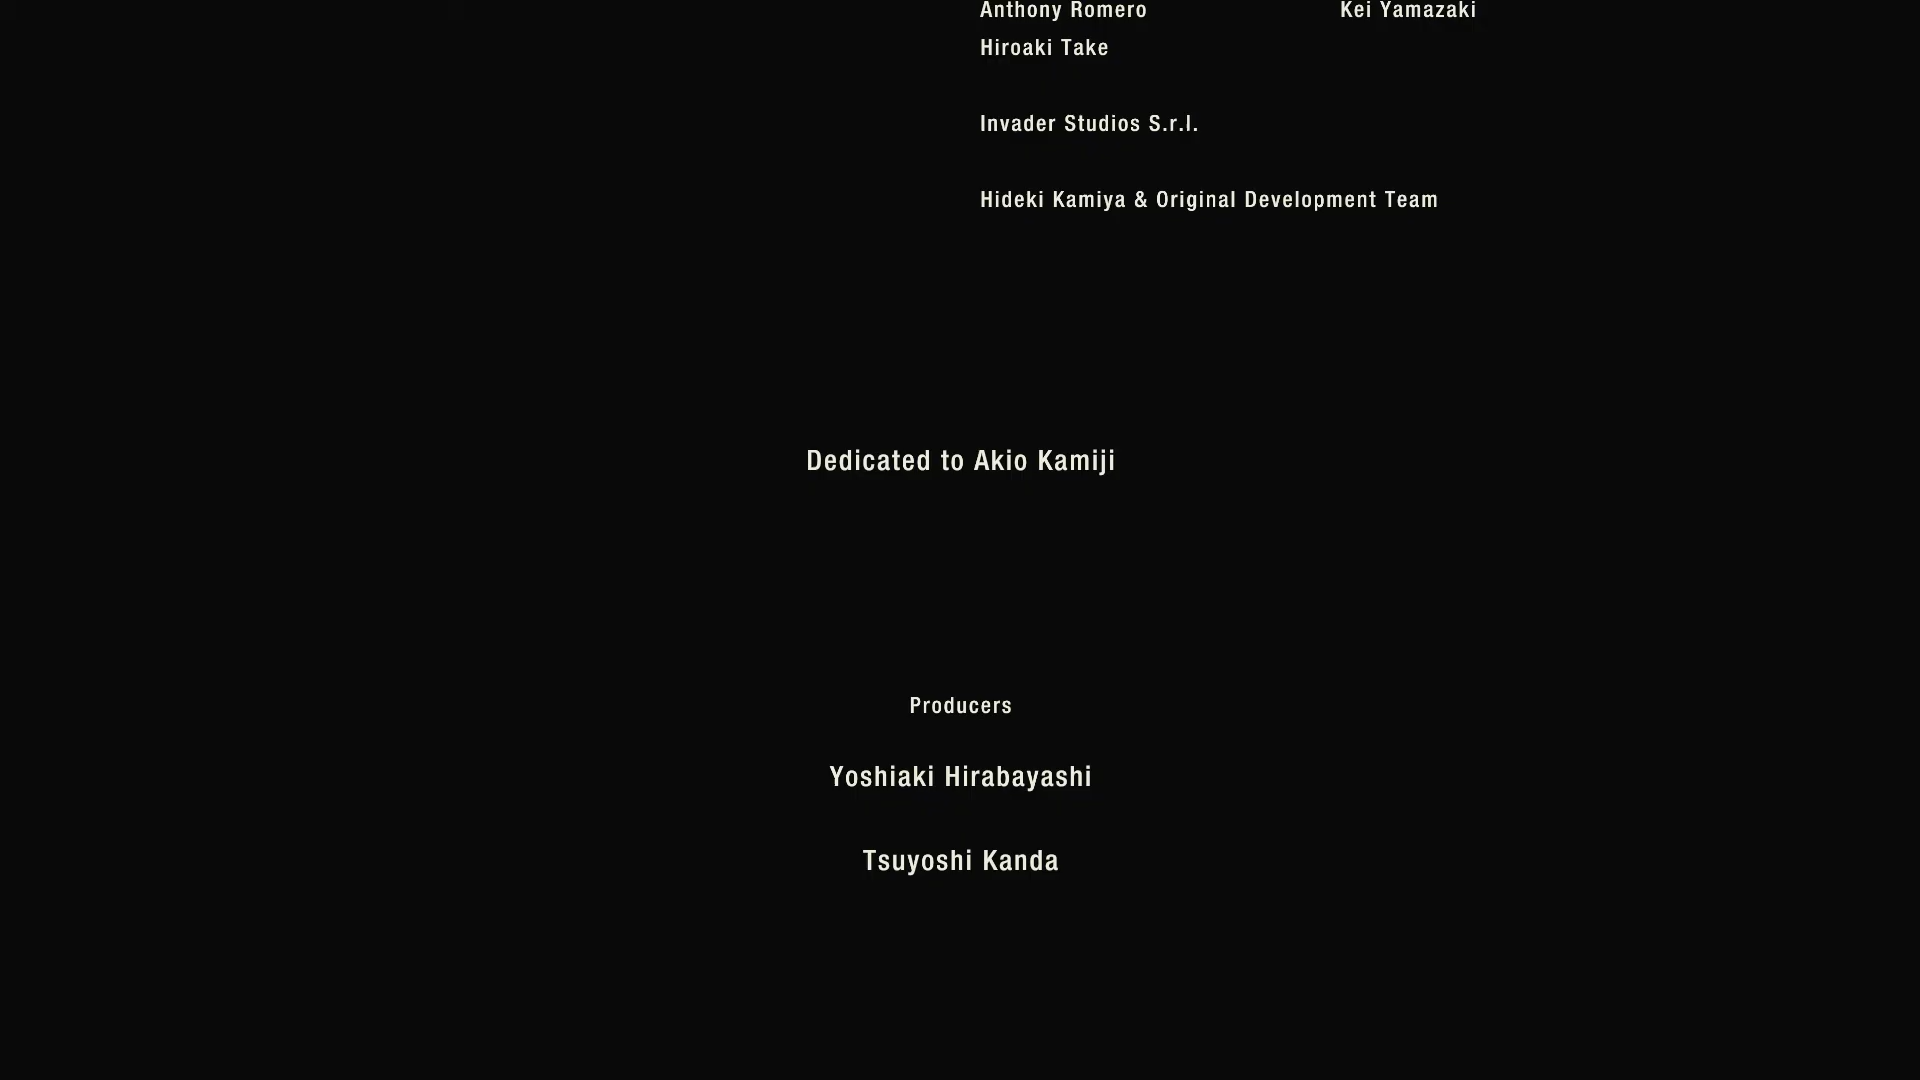 Anthony Romero Kei Yamazaki
Hiroaki Take
Invader Studios S.r.l.
Hideki Kamiya & Original Development Team
Dedicated to Akio Kamiji
Producers
Yoshiaki Hirabayashi
Tsuyoshi Kanda